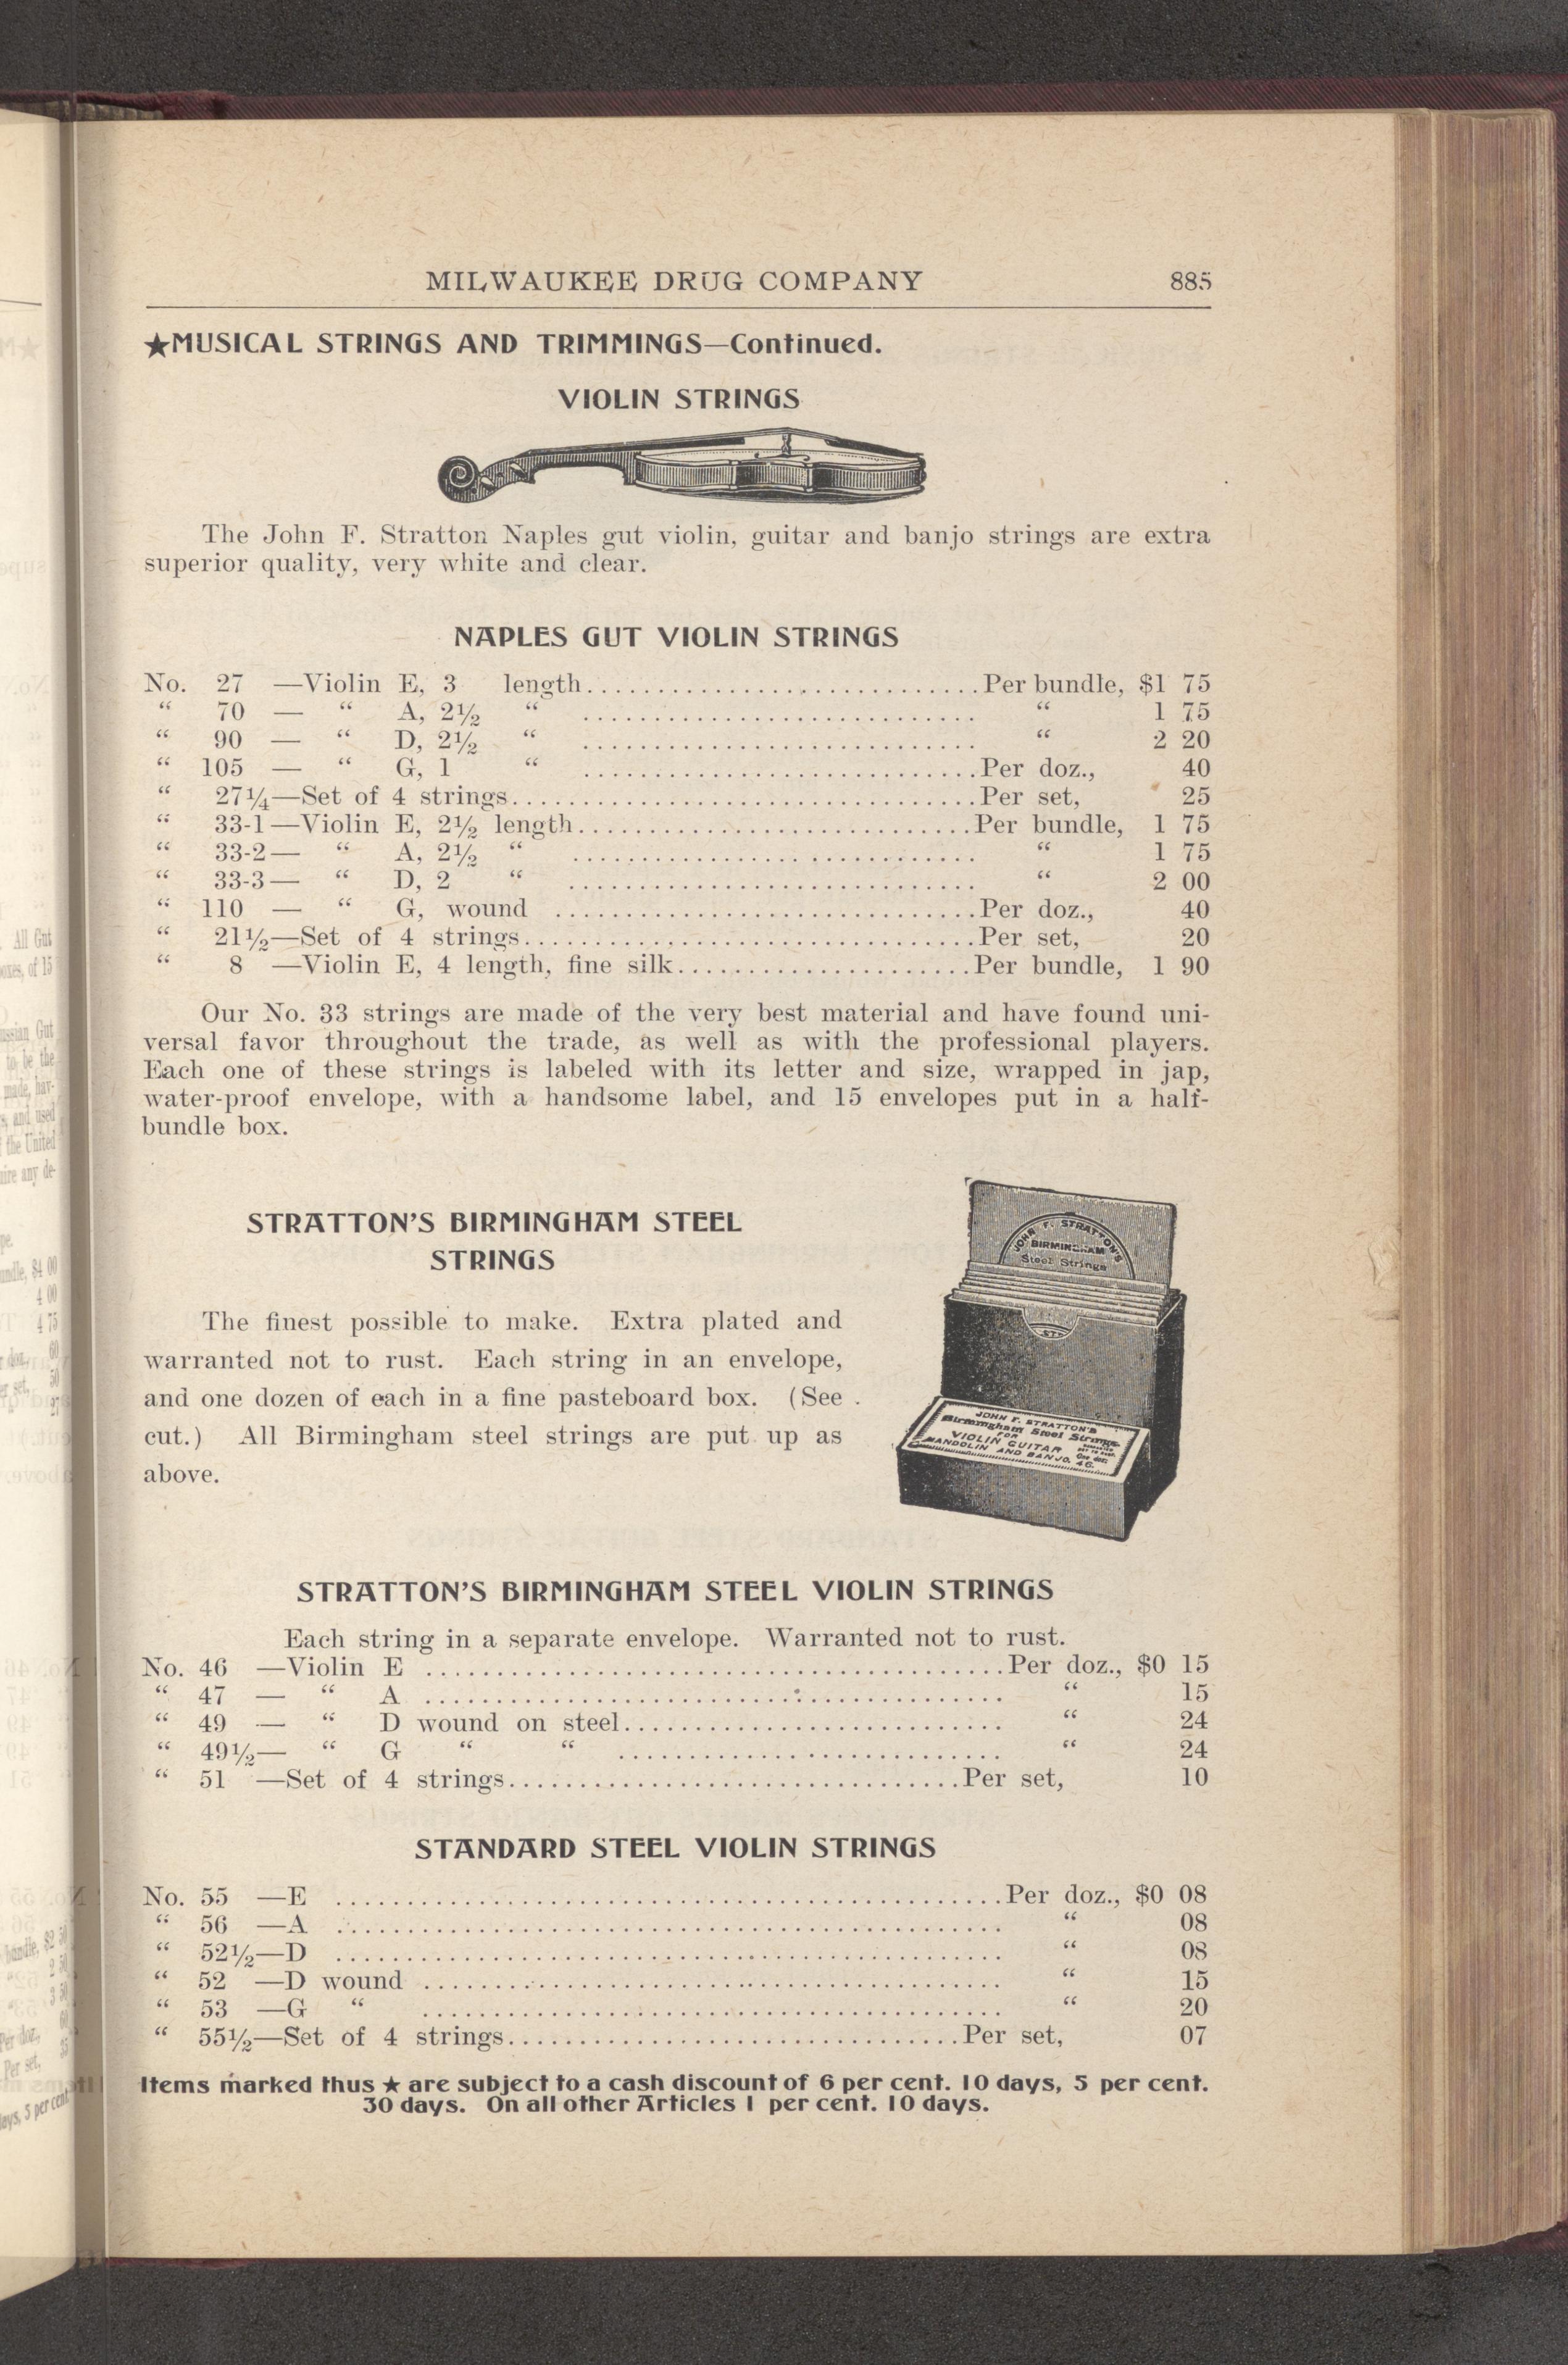 MILWAUKEE DRUG COMPANY 885
★MUSICAL STRINGS AND TRIMMINGS—Continued.
VIOLIN STRINGS
The John F. Stratton Naples gut violin, guitar and banjo strings are extra
superior quality, very white and clear.
NAPLES GUT VIOLIN STRINGS
No. 27 —Violin E, 3 length............................Per bundle, $1 75
“ 70 — “ A, 2½ “ ............................ “ 1 75
“ 90 — “ D, 2½ “ ............................ “ 2 20
“ 105 — “ G, 1 “ ............................Per doz., 40
“ 27¼—Set of 4 strings.................................Per set, 25
“ 33-1—Violin E, 2½ length............................Per bundle, 1 75
“ 33-2— “ A, 2½ “ ............................. “ 1 75
“ 33-3— “ D, 2 “ ............................. “ 2 00
“ 110 — “ G, wound ..............................Per doz., 40
“ 21½—Set of 4 strings................................Per set, 20
“ 8 —Violin E, 4 length, fine silk.....................Per bundle, 1 90
Our No. 33 strings are made of the very best material and have found uni-
versal favor throughout the trade, as well as with the professional players.
Each one of these strings is labeled with its letter and size, wrapped in jap,
water-proof envelope, with a handsome label, and 15 envelopes put in a half-
bundle box.
STRATTON'S BIRMINGHAM STEEL
STRINGS
The finest possible to make. Extra plated and
warranted not to rust. Each string in an envelope,
and one dozen of each in a fine pasteboard box. (See
cut.) All Birmingham steel strings are put up as
above.
JOHN F. STRATTON'S
BIRMINGHAM
Steel Strings
JOHN F. STRATTON'S
Birmingham Steel Strings
FOR
VIOLIN GUITAR
MANDOLIN AND BANJO. 46.
STRATTON'S BIRMINGHAM STEEL VIOLIN STRINGS
Each string in a separate envelope. Warranted not to rust.
No. 46 —Violin E .........................................Per doz., $0 15
“ 47 — “ A ......................................... “ 15
“ 49 — “ D wound on steel........................... “ 24
“ 49½— “ G “ “ ........................... “ 24
“ 51 —Set of 4 strings................................Per set, 10
STANDARD STEEL VIOLIN STRINGS
No. 55 —E ...............................................Per doz., $0 08
“ 56 —A ............................................... “ 08
“ 52½—D ............................................... “ 08
“ 52 —D wound ......................................... “ 15
“ 53 —G “ ......................................... “ 20
“ 55½—Set of 4 strings................................Per set, 07
Items marked thus ★ are subject to a cash discount of 6 per cent. 10 days, 5 per cent.
30 days. On all other Articles 1 per cent. 10 days.